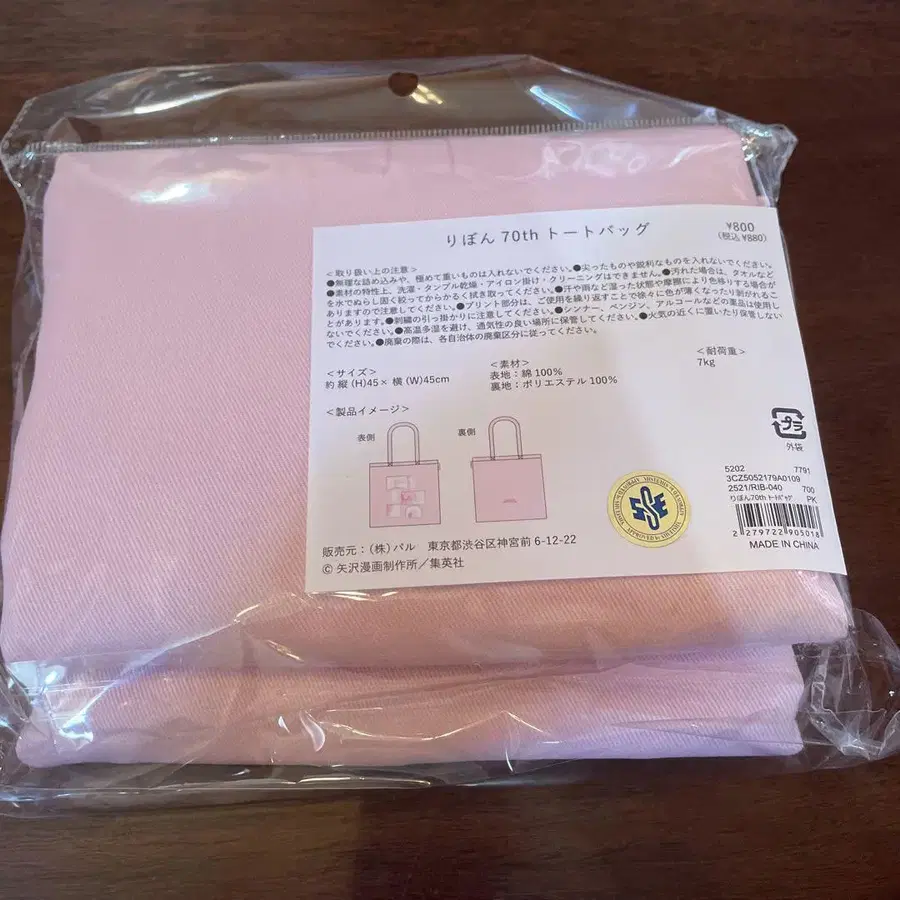 りぼん 70th トートバッグ
¥800
(税込 ¥880)
＜取り扱い上の注意＞
●無理な詰め込みや、極めて重いものは入れないでください。●尖ったものや鋭利なものを入れないでください。
●素材の特性上、洗濯・タンブル乾燥・アイロン掛け・クリーニングはできません。●汚れた場合は、タオルなど
を水でぬらし固く絞ってからかるく拭き取ってください。●汗や雨など湿った状態や摩擦により色移りする場合が
ありますので注意してください。●プリント部分は、ご使用を繰り返すことで徐々に色が薄くなったり剥がれるこ
とがあります。●刺繍の引っ掛かりに注意してください。●シンナー、ベンジン、アルコールなどの薬品は使用し
ないでください。●高温多湿を避け、通気性の良い場所に保管してください。●火気の近くに置いたり保管しない
でください。●廃棄の際は、各自治体の廃棄区分に従ってください。
＜サイズ＞
約 縦 (H)45× 横 (W)45cm
＜素材＞
表地：綿 100%
裏地：ポリエステル 100%
＜耐荷重＞
7kg
＜製品イメージ＞
表側
裏側
プラ
外袋
5202 7791
3CZ5052179A0109
2521/RIB-040 700
りぼん70th ﾄｰﾄﾊﾞｯｸﾞ PK
2 279722 905018
MADE IN CHINA
販売元：(株) パル 東京都渋谷区神宮前 6-12-22
© 矢沢漫画制作所／集英社